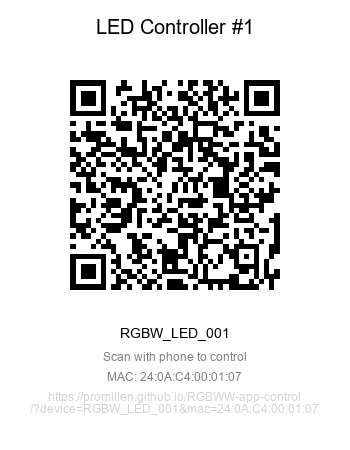 LED Controller #1
RGBW_LED_001
Scan with phone to control
MAC: 24:0A:C4:00:01:07
https://promillen.github.io/RGBWW-app-control
/?device=RGBW_LED_001&mac=24:0A:C4:00:01:07